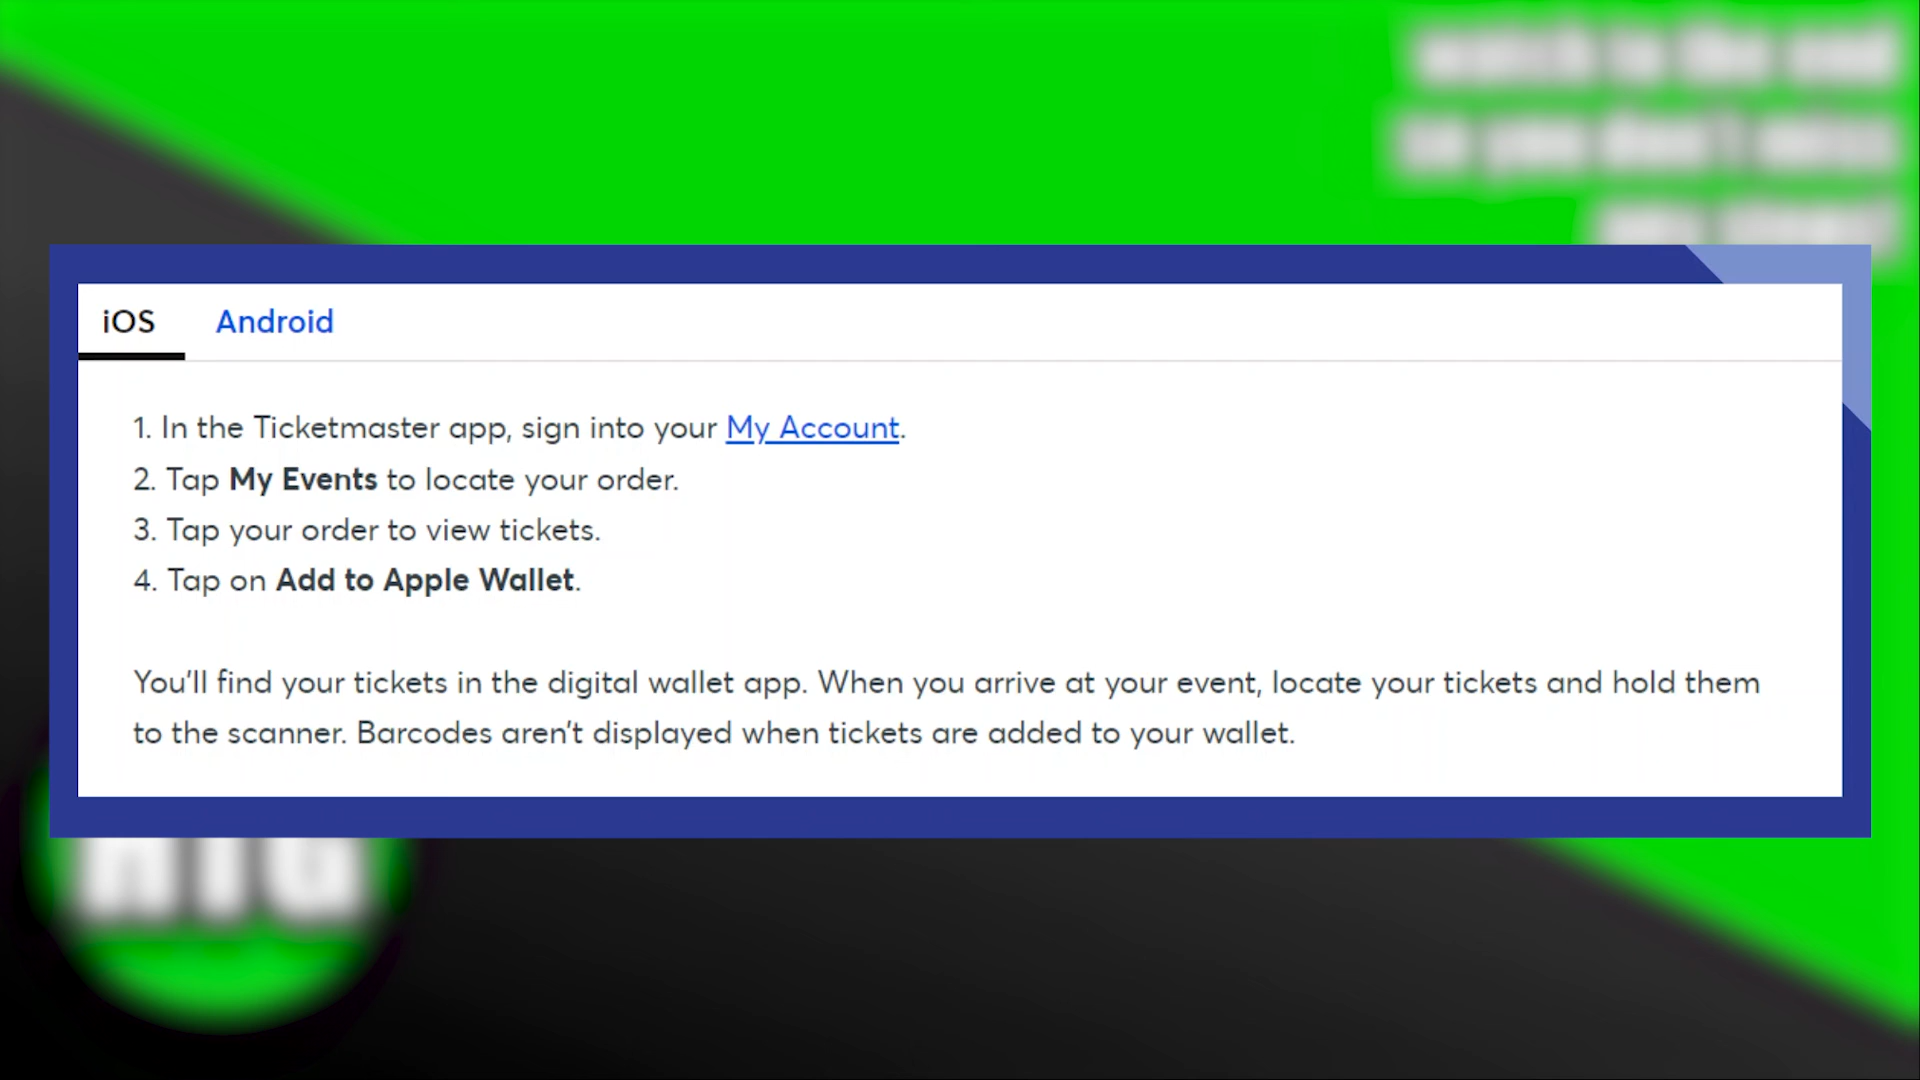 iOS Android
1. In the Ticketmaster app, sign into your My Account.
2. Tap My Events to locate your order.
3. Tap your order to view tickets.
4. Tap on Add to Apple Wallet.
You'll find your tickets in the digital wallet app. When you arrive at your event, locate your tickets and hold them
to the scanner. Barcodes aren't displayed when tickets are added to your wallet.